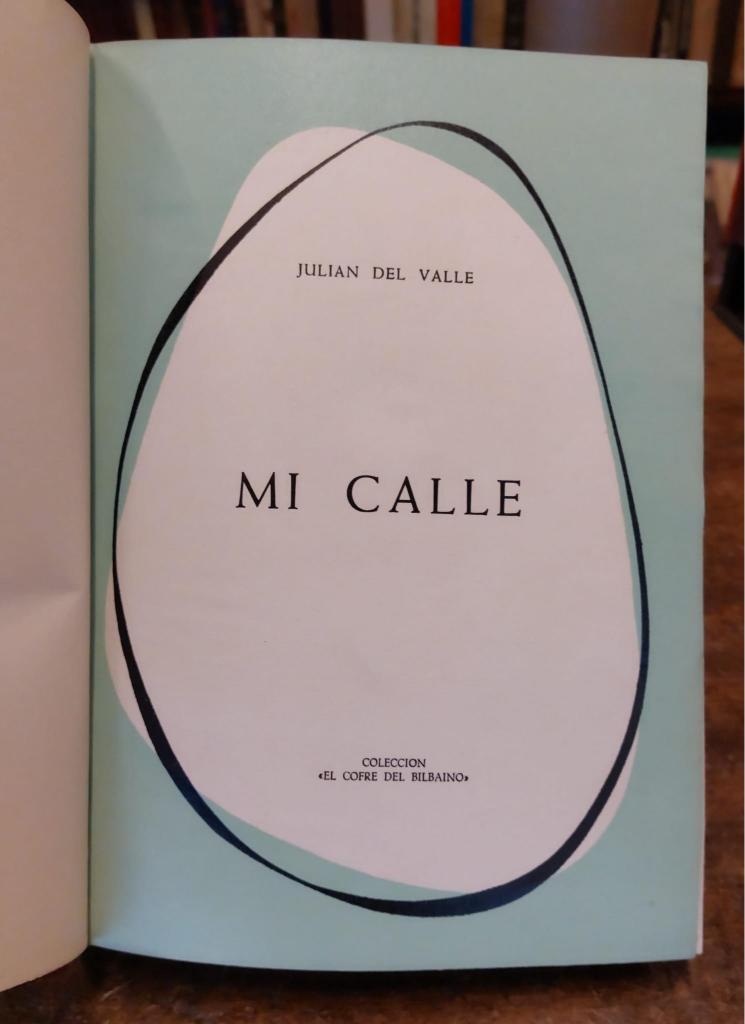 JULIAN DEL VALLE
MI CALLE
COLECCION
«EL COFRE DEL BILBAINO»